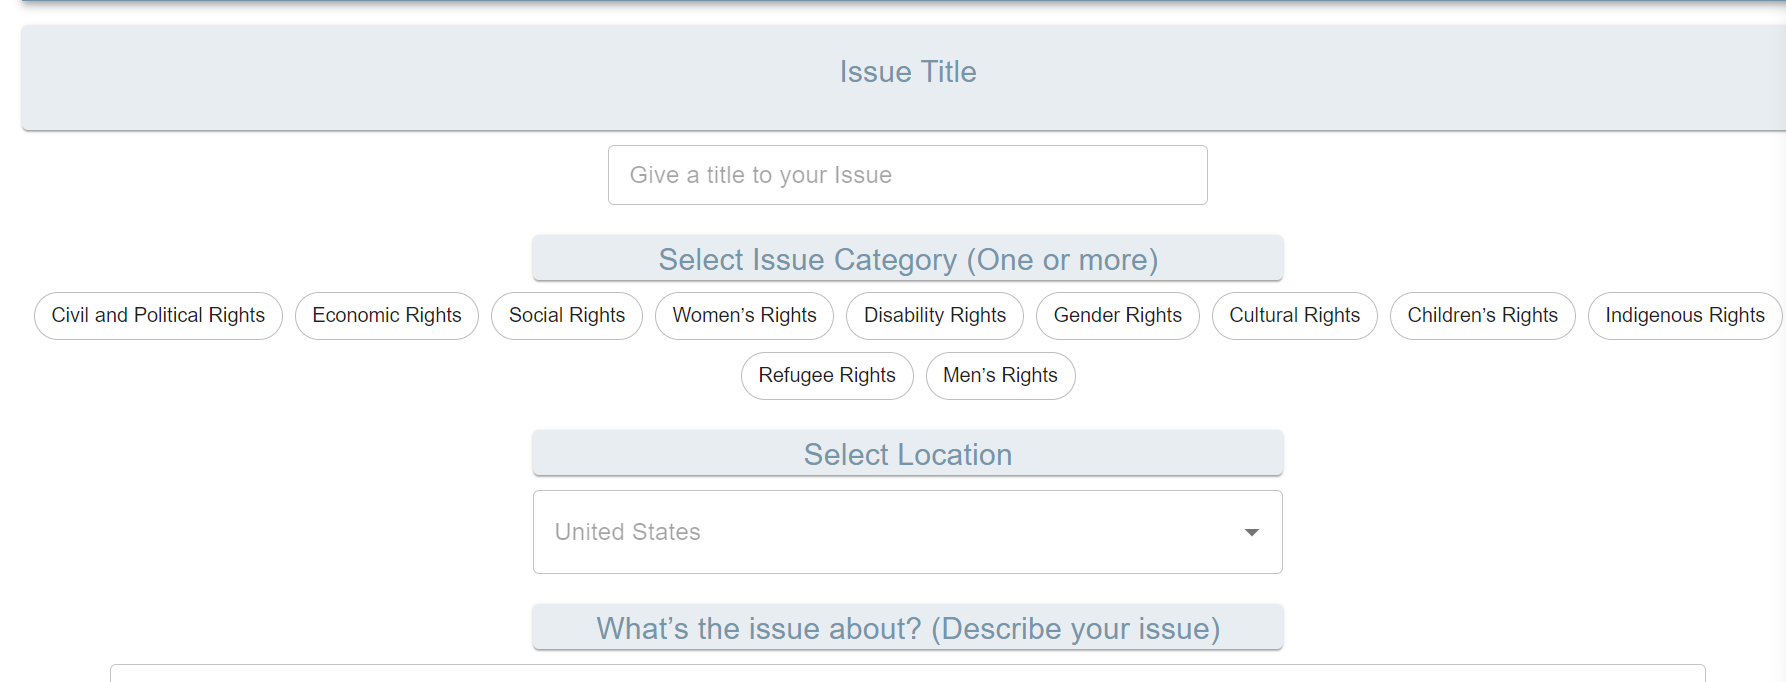 Issue Title
Give a title to your Issue
Select Issue Category (One or more)
Civil and Political Rights Economic Rights Social Rights Women’s Rights Disability Rights Gender Rights Cultural Rights Children’s Rights Indigenous Rights
Refugee Rights Men’s Rights
Select Location
United States
What’s the issue about? (Describe your issue)